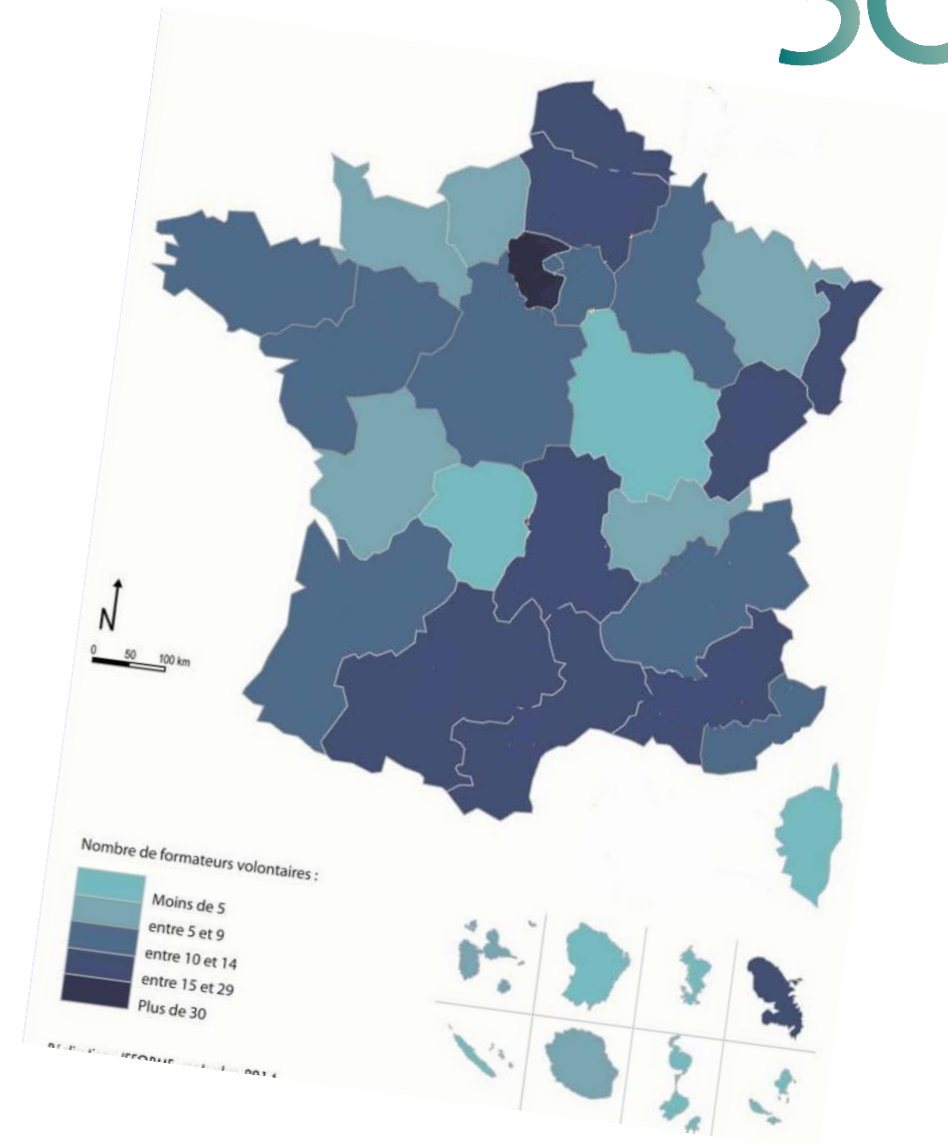 N
0 50 100 km
Nombre de formateurs volontaires :
Moins de 5
entre 5 et 9
entre 10 et 14
entre 15 et 29
Plus de 30